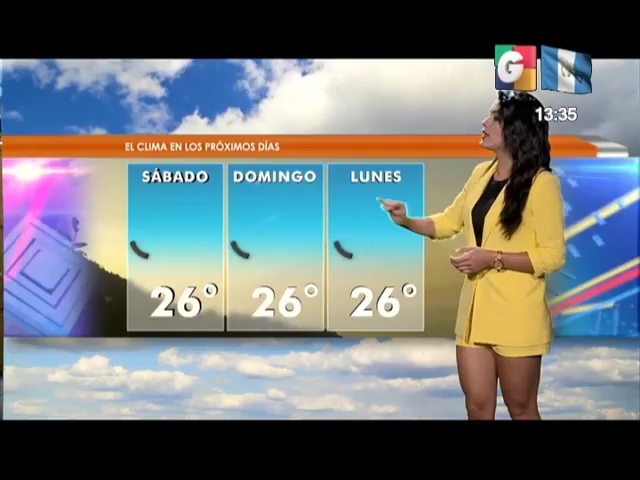 G
13:35
EL CLIMA EN LOS PRÓXIMOS DÍAS
SÁBADO DOMINGO LUNES
26° 26° 26°